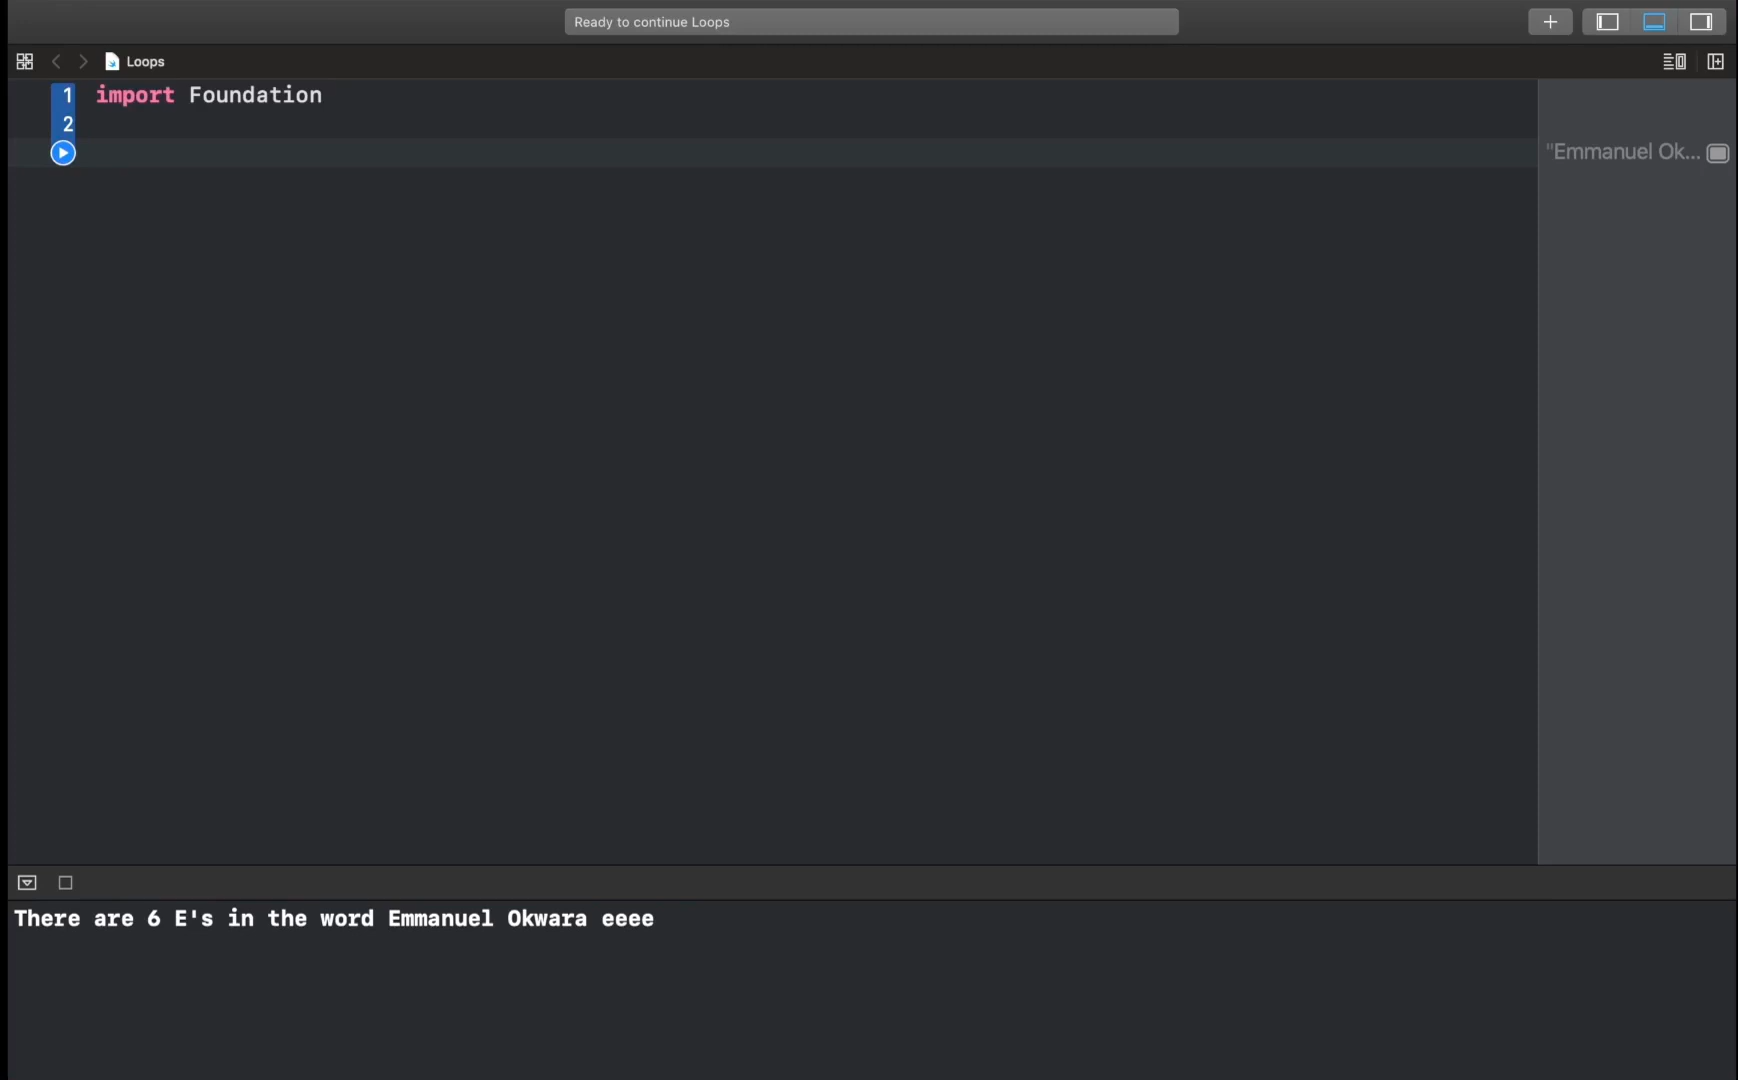 Ready to continue Loops
Loops
1 import Foundation
2
"Emmanuel Ok...
There are 6 E's in the word Emmanuel Okwara eeee